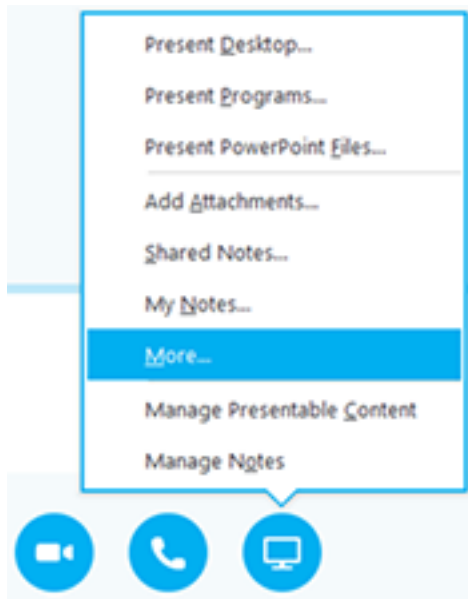 Present Desktop...
Present Programs...
Present PowerPoint Files...
Add Attachments...
Shared Notes...
My Notes...
More...
Manage Presentable Content
Manage Notes